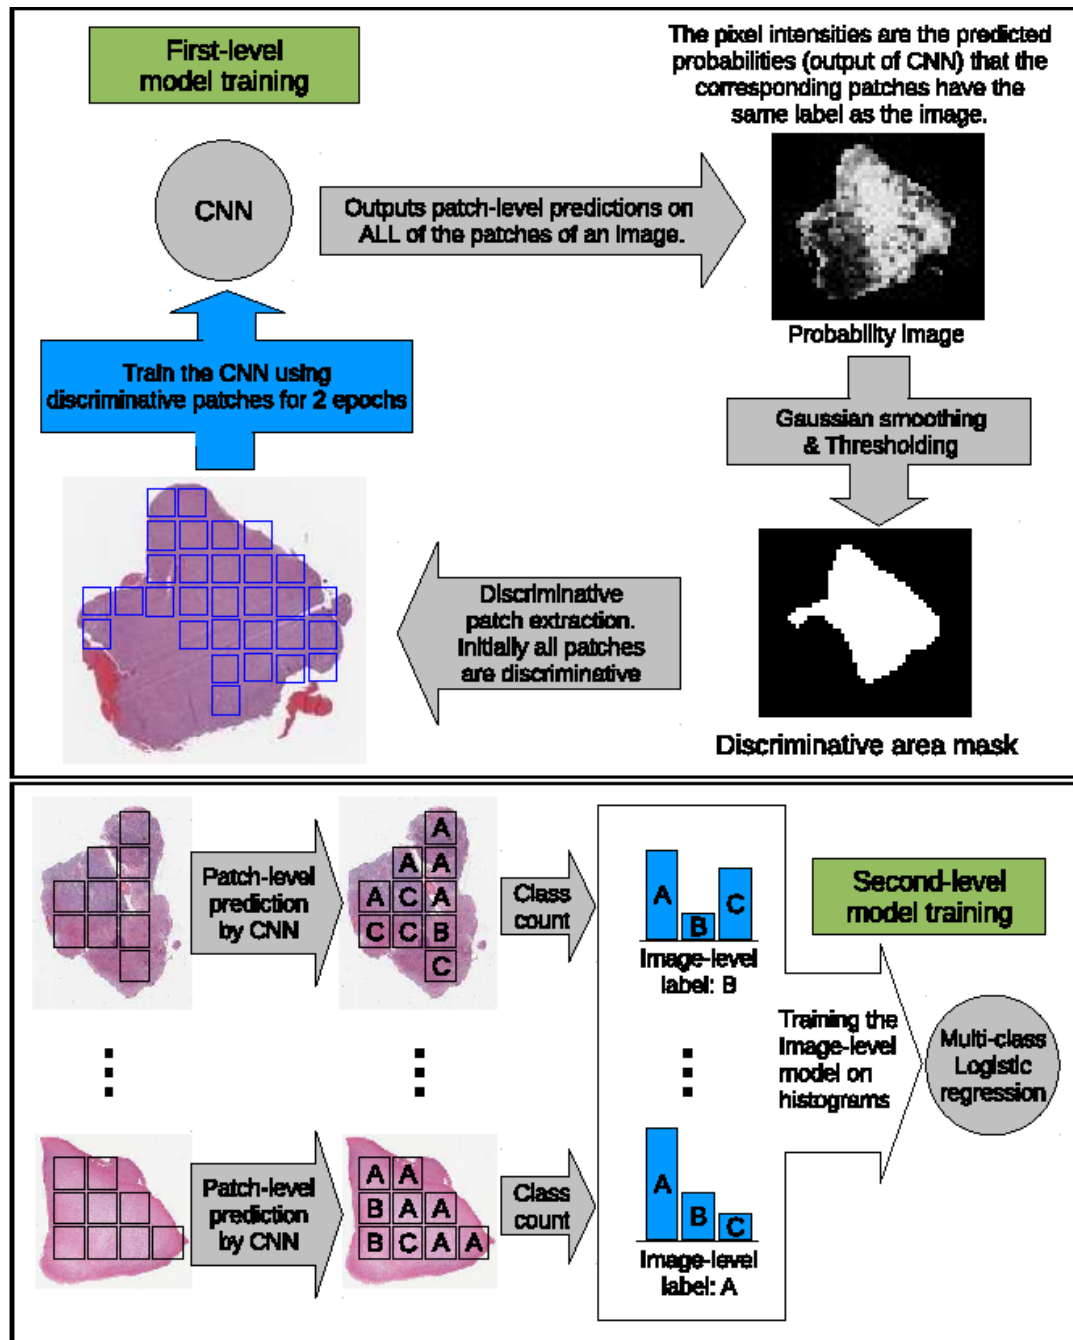 First-level
model training
The pixel intensities are the predicted
probabilities (output of CNN) that the
corresponding patches have the
same label as the image.
CNN
Outputs patch-level predictions on
ALL of the patches of an image.
Probability image
Train the CNN using
discriminative patches for 2 epochs
Gaussian smoothing
& Thresholding
Discriminative
patch extraction.
Initially all patches
are discriminative
Discriminative area mask
Patch-level
prediction
by CNN
A
A A
A C A
C C B
C
Class
count
A B C
Image-level
label: B
Second-level
model training
Training the
image-level
model on
histograms
Multi-class
Logistic
regression
Patch-level
prediction
by CNN
A A
B A A
B C A A
Class
count
A B C
Image-level
label: A